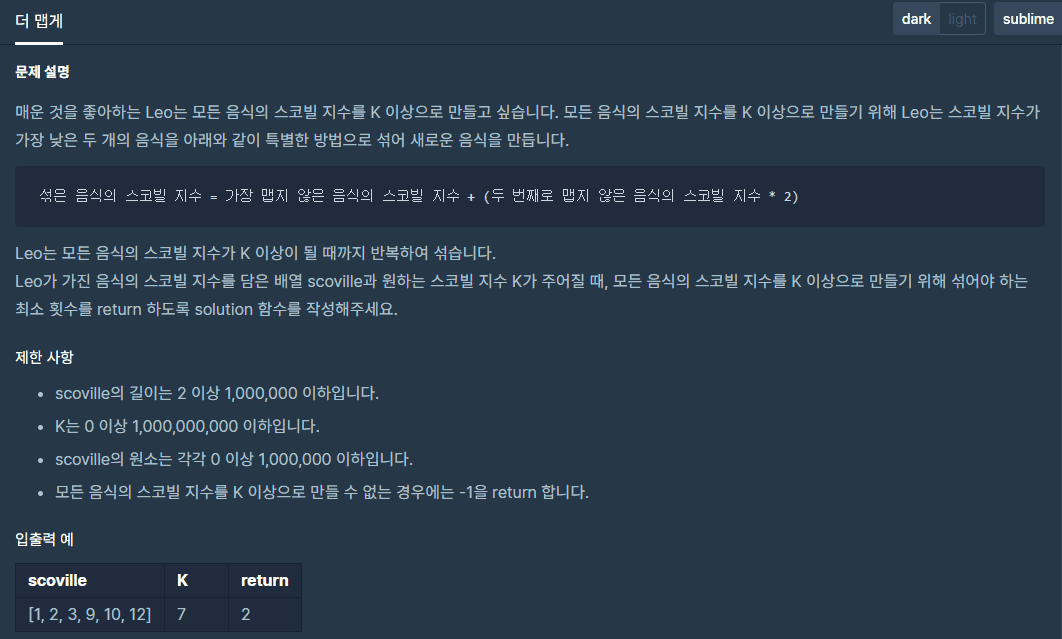 더 맵게
dark light sublime
문제 설명
매운 것을 좋아하는 Leo는 모든 음식의 스코빌 지수를 K 이상으로 만들고 싶습니다. 모든 음식의 스코빌 지수를 K 이상으로 만들기 위해 Leo는 스코빌 지수가
가장 낮은 두 개의 음식을 아래와 같이 특별한 방법으로 섞어 새로운 음식을 만듭니다.
섞은 음식의 스코빌 지수 = 가장 맵지 않은 음식의 스코빌 지수 + (두 번째로 맵지 않은 음식의 스코빌 지수 * 2)
Leo는 모든 음식의 스코빌 지수가 K 이상이 될 때까지 반복하여 섞습니다.
Leo가 가진 음식의 스코빌 지수를 담은 배열 scoville과 원하는 스코빌 지수 K가 주어질 때, 모든 음식의 스코빌 지수를 K 이상으로 만들기 위해 섞어야 하는
최소 횟수를 return 하도록 solution 함수를 작성해주세요.
제한 사항
• scoville의 길이는 2 이상 1,000,000 이하입니다.
• K는 0 이상 1,000,000,000 이하입니다.
• scoville의 원소는 각각 0 이상 1,000,000 이하입니다.
• 모든 음식의 스코빌 지수를 K 이상으로 만들 수 없는 경우에는 -1을 return 합니다.
입출력 예
scoville K return
[1, 2, 3, 9, 10, 12] 7 2